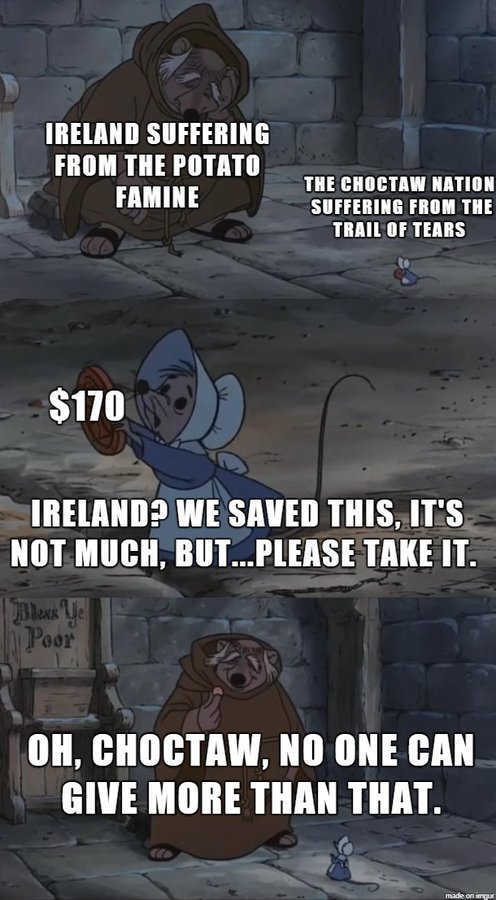 IRELAND SUFFERING
FROM THE POTATO
FAMINE
THE CHOCTAW NATION
SUFFERING FROM THE
TRAIL OF TEARS
$170
IRELAND? WE SAVED THIS, IT'S
NOT MUCH, BUT...PLEASE TAKE IT.
Bless Ye
Poor
OH, CHOCTAW, NO ONE CAN
GIVE MORE THAN THAT.
made on imgur